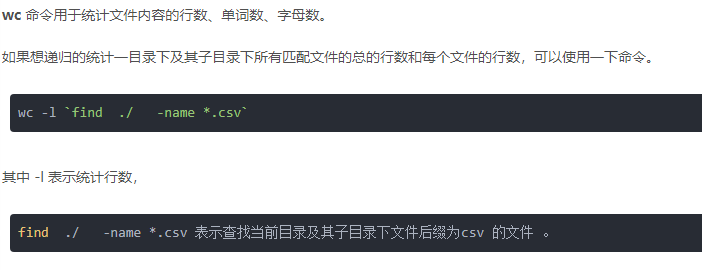 wc 命令用于统计文件内容的行数、单词数、字母数。
如果想递归的统计一目录下及其子目录下所有匹配文件的总的行数和每个文件的行数，可以使用一下命令。
wc -l `find  ./   -name *.csv`
其中 -l 表示统计行数，
find  ./   -name *.csv 表示查找当前目录及其子目录下文件后缀为csv 的文件 。